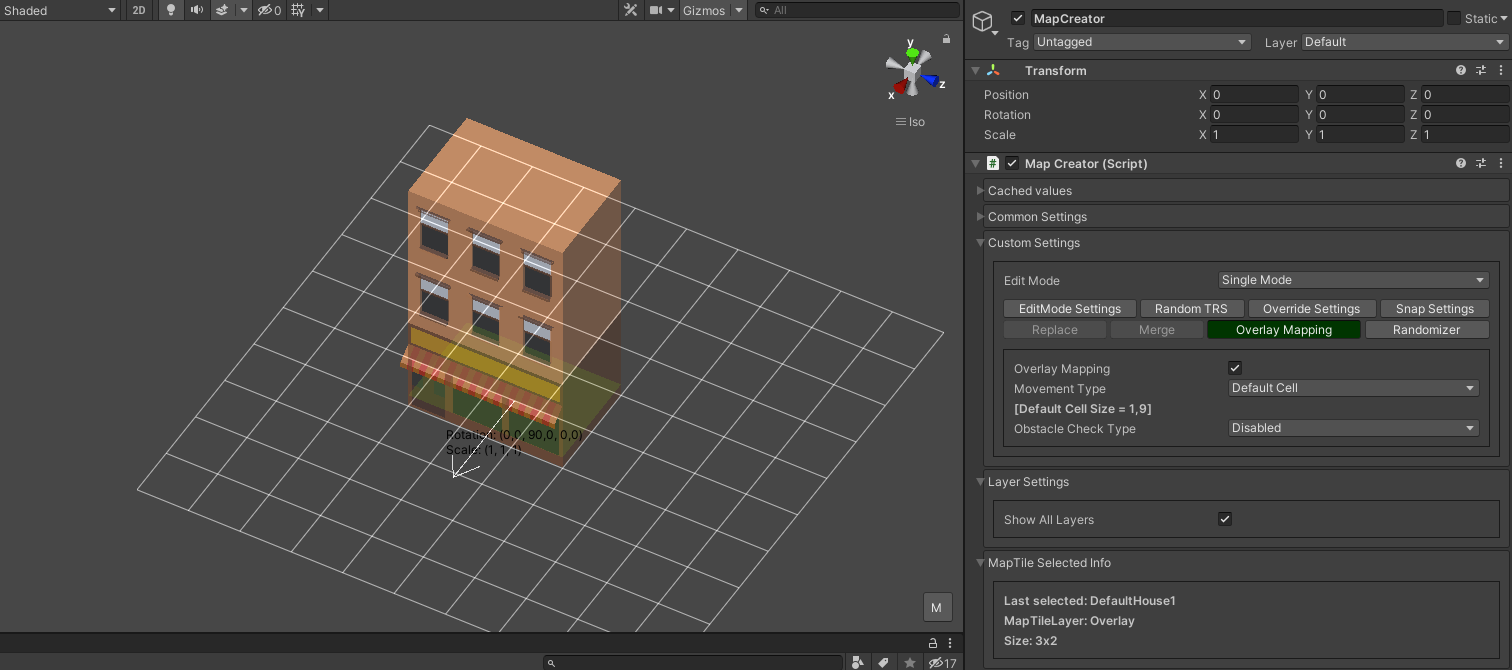 Shaded 2D 0 Gizmos All
y
z
x
Iso
Rotation: (0,0, 90,0, 0,0)
Scale: (1, 1, 1)
M
17
MapCreator Static
Tag Untagged Layer Default
Transform
Position X 0 Y 0 Z 0
Rotation X 0 Y 0 Z 0
Scale X 1 Y 1 Z 1
# Map Creator (Script)
Cached values
Common Settings
Custom Settings
Edit Mode Single Mode
EditMode Settings Random TRS Override Settings Snap Settings
Replace Merge Overlay Mapping Randomizer
Overlay Mapping
Movement Type Default Cell
[Default Cell Size = 1,9]
Obstacle Check Type Disabled
Layer Settings
Show All Layers
MapTile Selected Info
Last selected: DefaultHouse1
MapTileLayer: Overlay
Size: 3x2